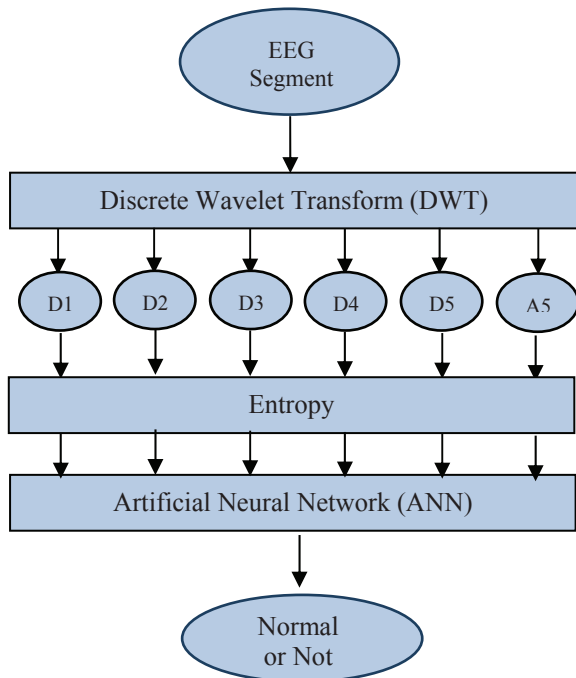 EEG
Segment
Discrete Wavelet Transform (DWT)
D1 D2 D3 D4 D5 A5
Entropy
Artificial Neural Network (ANN)
Normal
or Not